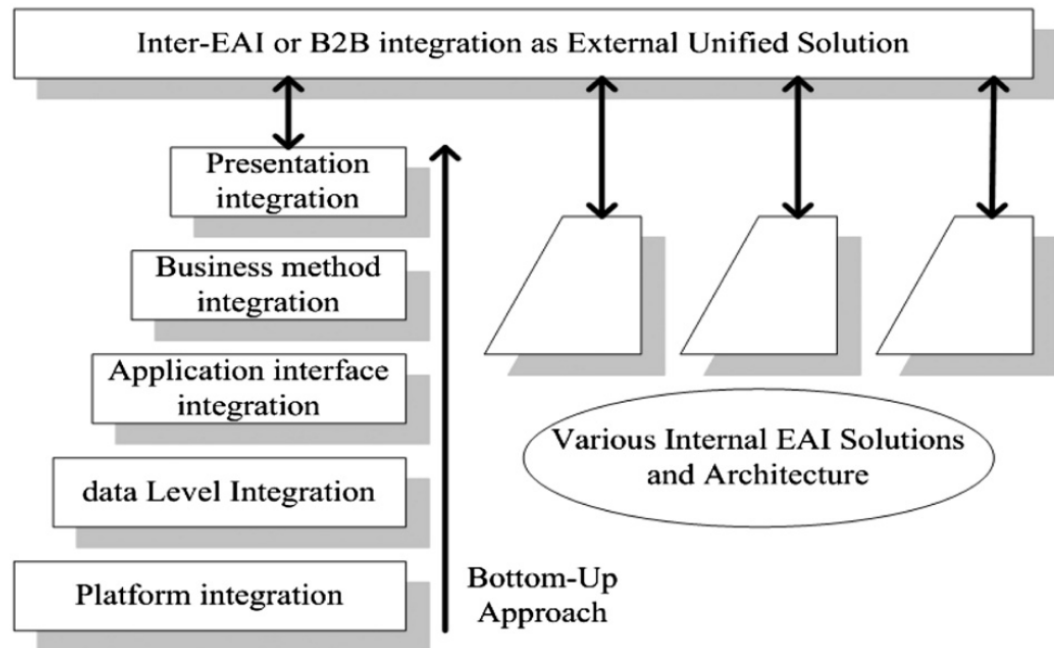 Inter-EAI or B2B integration as External Unified Solution
Presentation
integration
Business method
integration
Application interface
integration
data Level Integration
Platform integration
Bottom-Up
Approach
Various Internal EAI Solutions
and Architecture